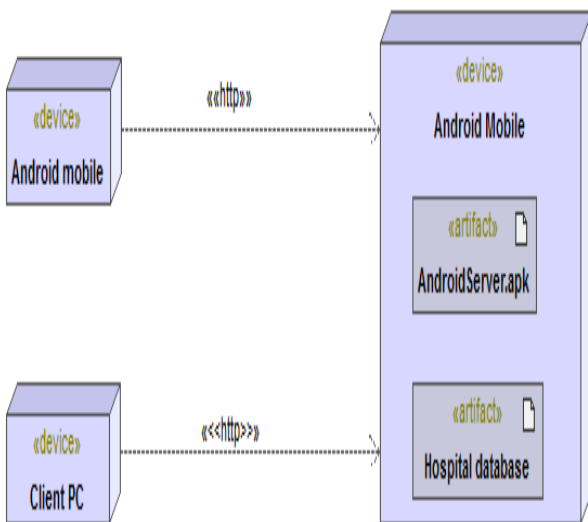 «device»
Android mobile
««http»»
«device»
Android Mobile
«artifact»
AndroidServer.apk
«device»
Client PC
«<<http>>»
«artifact»
Hospital database